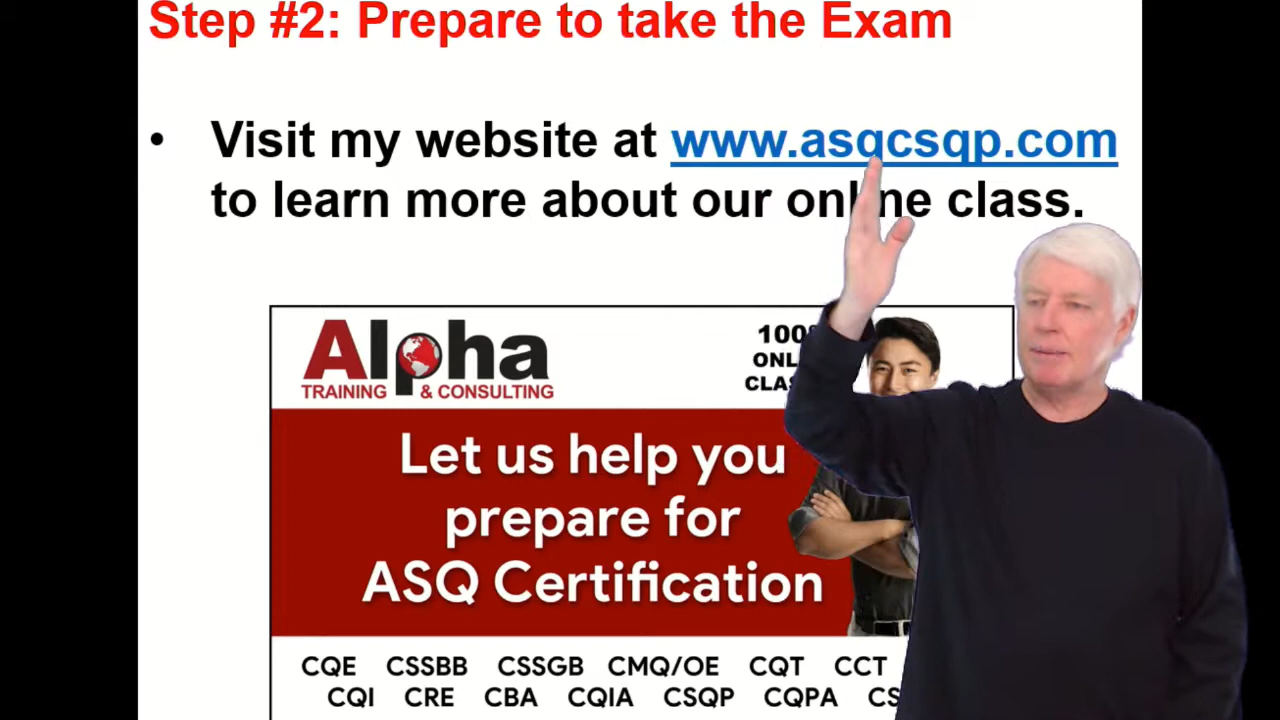 Step #2: Prepare to take the Exam
• Visit my website at www.asqcsqp.com
to learn more about our online class.
Alpha
TRAINING & CONSULTING
Let us help you
prepare for
ASQ Certification
CQE CSSBB CSSGB CMQ/OE CQT CCT
CQI CRE CBA CQIA CSQP CQPA